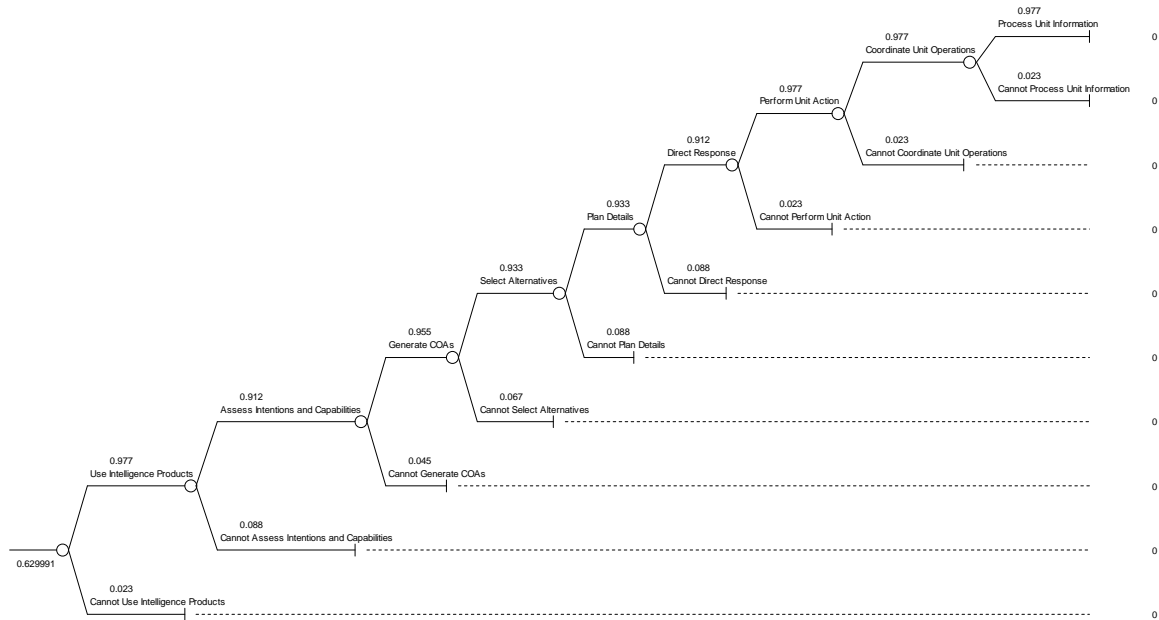 0.977
Process Unit Information
0
0.977
Coordinate Unit Operations
0.023
Cannot Process Unit Information
0
0.977
Perform Unit Action
0.912
Direct Response
0.023
Cannot Coordinate Unit Operations
0
0.933
Plan Details
0.023
Cannot Perform Unit Action
0
0.933
Select Alternatives
0.088
Cannot Direct Response
0
0.955
Generate COAs
0.088
Cannot Plan Details
0
0.912
Assess Intentions and Capabilities
0.067
Cannot Select Alternatives
0
0.977
Use Intelligence Products
0.045
Cannot Generate COAs
0
0.088
Cannot Assess Intentions and Capabilities
0
0.629991
0.023
Cannot Use Intelligence Products
0